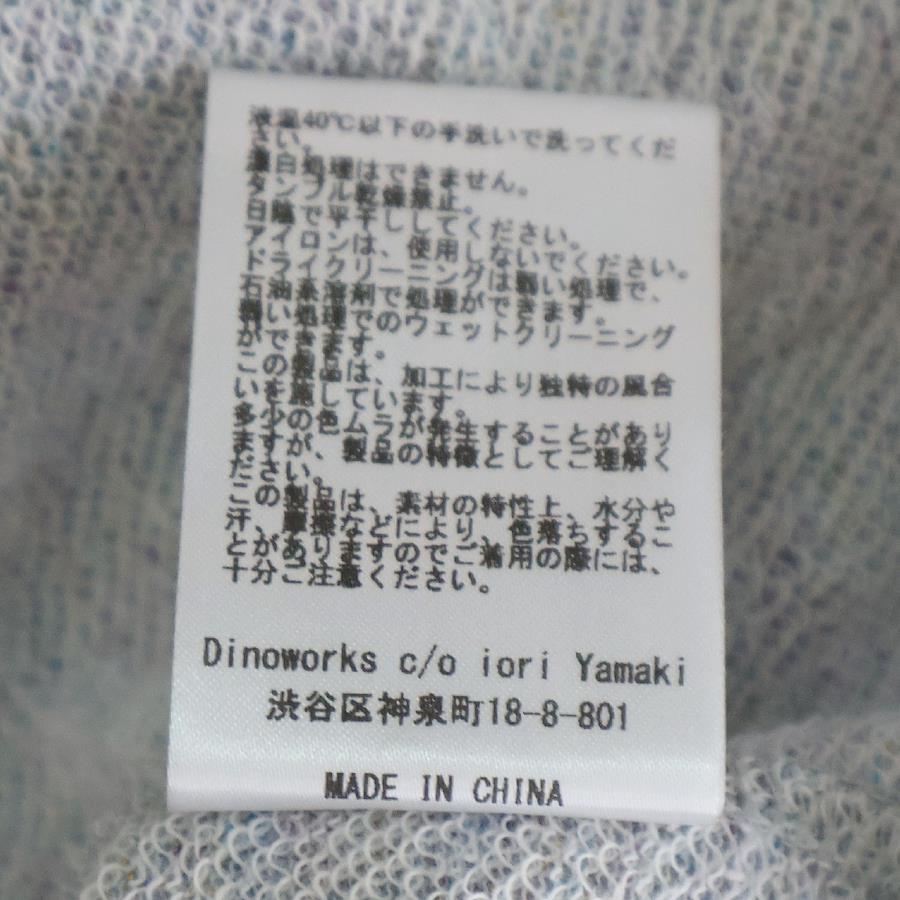 液温40℃以下の手洗いで洗ってくだ
さい。
漂白処理はできません。
タンブル乾燥禁止。
日陰で平干ししてください。
アイロンは、使用しないでください。
ドライクリーニングは弱い処理で、
石油系溶剤で処理ができます。
弱い処理でのウェットクリーニング
ができます。
この製品は、加工により独特の風合
いを施しています。
多少の色ムラが発生することがあり
ますが、製品の特徴としてご理解く
ださい。
この製品は、素材の特性上、水分や
汗、摩擦などにより、色落ちするこ
とがありますのでご着用の際には、
十分ご注意ください。
Dinoworks c/o iori Yamaki
渋谷区神泉町18-8-801
MADE IN CHINA